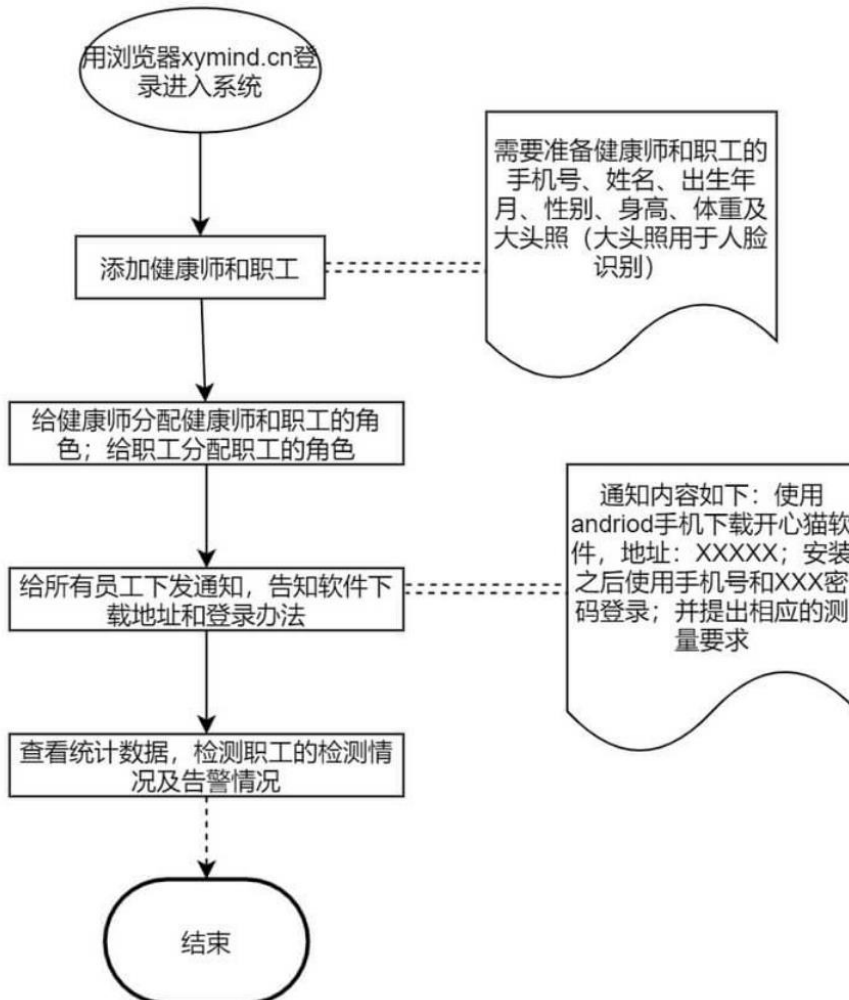 用浏览器xymind.cn登
录进入系统
需要准备健康师和职工的
手机号、姓名、出生年
月、性别、身高、体重及
大头照（大头照用于人脸
识别）
添加健康师和职工
给健康师分配健康师和职工的角
色；给职工分配职工的角色
通知内容如下：使用
andriod手机下载开心猫软
件，地址：XXXXX；安装
之后使用手机号和XXX密
码登录；并提出相应的测
量要求
给所有员工下发通知，告知软件下
载地址和登录办法
查看统计数据，检测职工的检测情
况及告警情况
结束